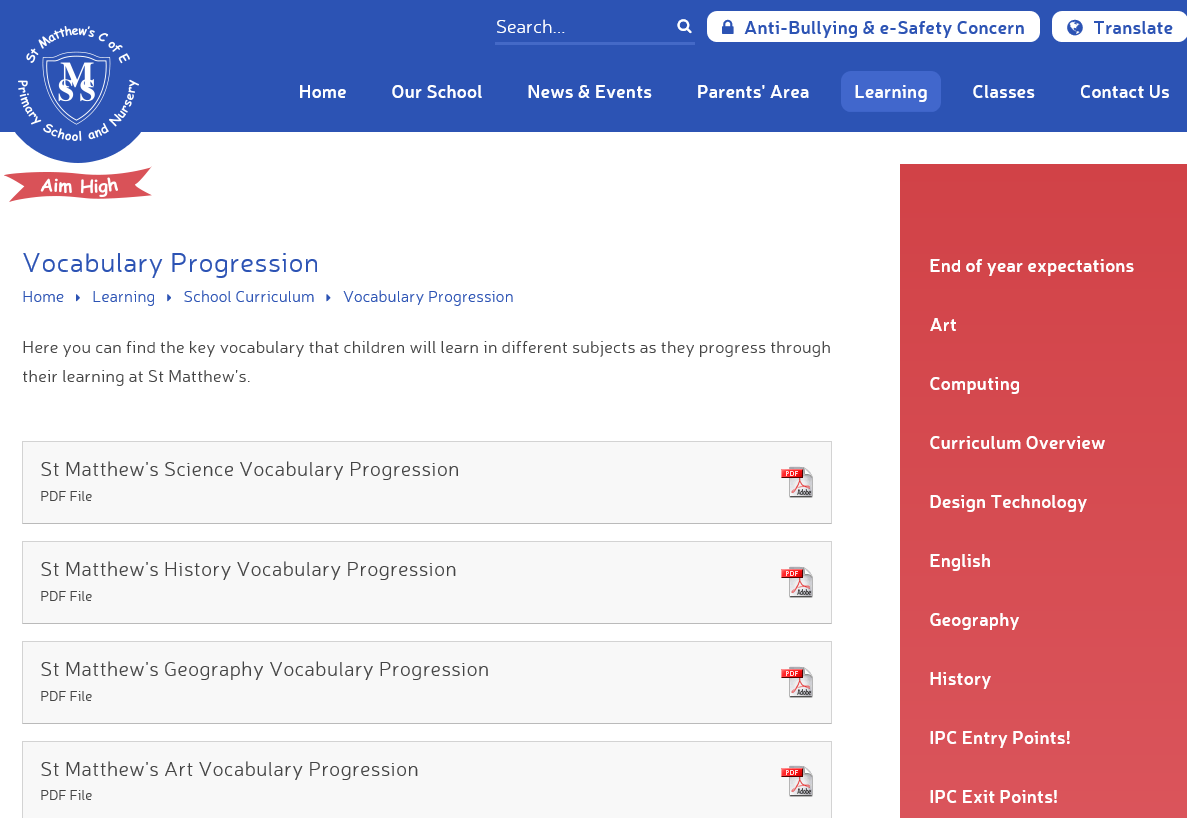 Search...
Anti-Bullying & e-Safety Concern
Translate
St Matthew's C of E
MSS
Primary School and Nursery
Aim High
Home
Our School
News & Events
Parents' Area
Learning
Classes
Contact Us
Vocabulary Progression
Home
Learning
School Curriculum
Vocabulary Progression
Here you can find the key vocabulary that children will learn in different subjects as they progress through
their learning at St Matthew's.
St Matthew's Science Vocabulary Progression
PDF File
PDF
Adobe
St Matthew's History Vocabulary Progression
PDF File
PDF
Adobe
St Matthew's Geography Vocabulary Progression
PDF File
PDF
Adobe
St Matthew's Art Vocabulary Progression
PDF File
PDF
Adobe
End of year expectations
Art
Computing
Curriculum Overview
Design Technology
English
Geography
History
IPC Entry Points!
IPC Exit Points!